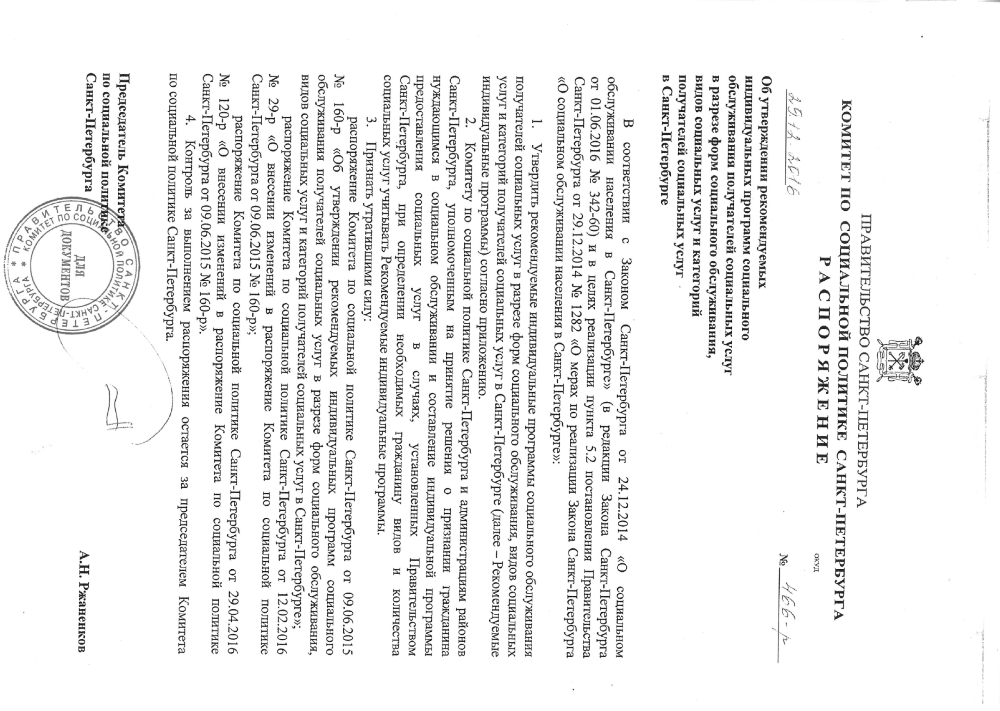 ПРАВИТЕЛЬСТВО САНКТ-ПЕТЕРБУРГА
КОМИТЕТ ПО СОЦИАЛЬНОЙ ПОЛИТИКЕ САНКТ-ПЕТЕРБУРГА
РАСПОРЯЖЕНИЕ
ОКУД
29.12.2016
№ 466-р
Об утверждении рекомендуемых
индивидуальных программ социального
обслуживания получателей социальных услуг
в разрезе форм социального обслуживания,
видов социальных услуг и категорий
получателей социальных услуг
в Санкт-Петербурге
В соответствии с Законом Санкт-Петербурга от 24.12.2014 «О социальном
обслуживании населения в Санкт-Петербурге» (в редакции Закона Санкт-Петербурга
от 01.06.2016 № 342-60) и в целях реализации пункта 5.2 постановления Правительства
Санкт-Петербурга от 29.12.2014 № 1282 «О мерах по реализации Закона Санкт-Петербурга
«О социальном обслуживании населения в Санкт-Петербурге»:
1. Утвердить рекомендуемые индивидуальные программы социального обслуживания
получателей социальных услуг в разрезе форм социального обслуживания, видов социальных
услуг и категорий получателей социальных услуг в Санкт-Петербурге (далее – Рекомендуемые
индивидуальные программы) согласно приложению.
2. Комитету по социальной политике Санкт-Петербурга и администрациям районов
Санкт-Петербурга, уполномоченным на принятие решения о признании гражданина
нуждающимся в социальном обслуживании и составление индивидуальной программы
предоставления социальных услуг в случаях, установленных Правительством
Санкт-Петербурга, при определении необходимых гражданину видов и количества
социальных услуг учитывать Рекомендуемые индивидуальные программы.
3. Признать утратившими силу:
распоряжение Комитета по социальной политике Санкт-Петербурга от 09.06.2015
№ 160-р «Об утверждении рекомендуемых индивидуальных программ социального
обслуживания получателей социальных услуг в разрезе форм социального обслуживания,
видов социальных услуг и категорий получателей социальных услуг в Санкт-Петербурге»;
распоряжение Комитета по социальной политике Санкт-Петербурга от 12.02.2016
№ 29-р «О внесении изменений в распоряжение Комитета по социальной политике
Санкт-Петербурга от 09.06.2015 № 160-р»;
распоряжение Комитета по социальной политике Санкт-Петербурга от 29.04.2016
№ 120-р «О внесении изменений в распоряжение Комитета по социальной политике
Санкт-Петербурга от 09.06.2015 № 160-р».
4. Контроль за выполнением распоряжения остается за председателем Комитета
по социальной политике Санкт-Петербурга.
Председатель Комитета
по социальной политике
Санкт-Петербурга
А.Н. Ржаненков
ПРАВИТЕЛЬСТВО САНКТ-ПЕТЕРБУРГА
КОМИТЕТ ПО СОЦИАЛЬНОЙ ПОЛИТИКЕ САНКТ-ПЕТЕРБУРГА
ДЛЯ
ДОКУМЕНТОВ